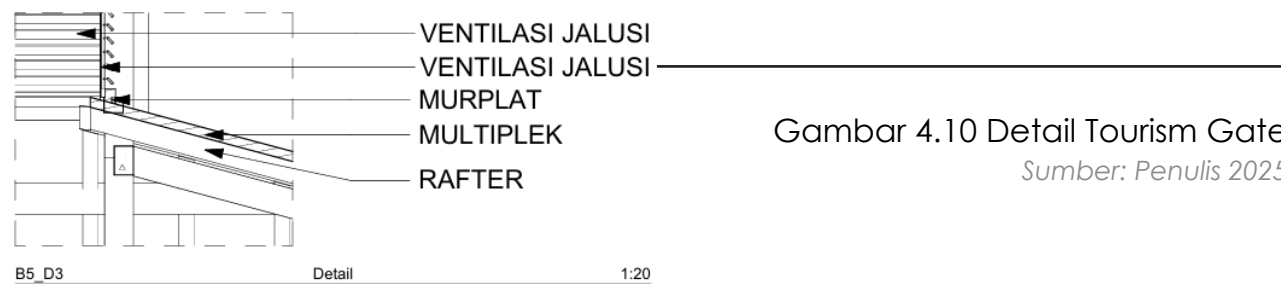 VENTILASI JALUSI
VENTILASI JALUSI
MURPLAT
MULTIPLEK
RAFTER
B5_D3 Detail 1:20
Gambar 4.10 Detail Tourism Gate
Sumber: Penulis 2025